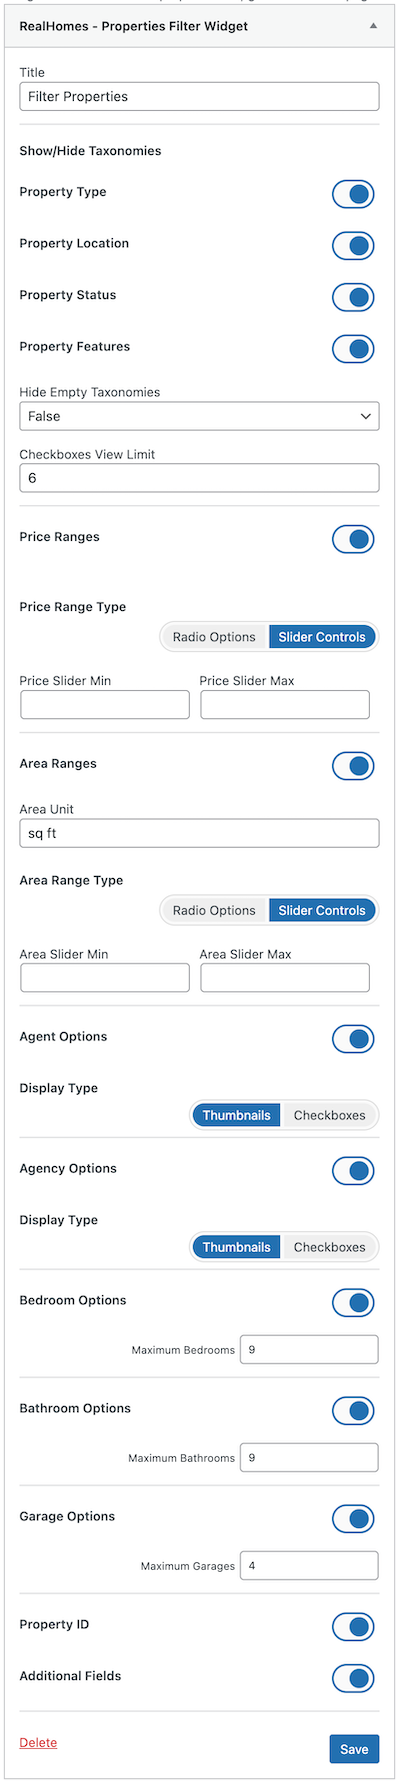 RealHomes - Properties Filter Widget
Title
Filter Properties
Show/Hide Taxonomies
Property Type
Property Location
Property Status
Property Features
Hide Empty Taxonomies
False
Checkboxes View Limit
6
Price Ranges
Price Range Type
Radio Options Slider Controls
Price Slider Min Price Slider Max
Area Ranges
Area Unit
sq ft
Area Range Type
Radio Options Slider Controls
Area Slider Min Area Slider Max
Agent Options
Display Type
Thumbnails Checkboxes
Agency Options
Display Type
Thumbnails Checkboxes
Bedroom Options
Maximum Bedrooms 9
Bathroom Options
Maximum Bathrooms 9
Garage Options
Maximum Garages 4
Property ID
Additional Fields
Delete Save